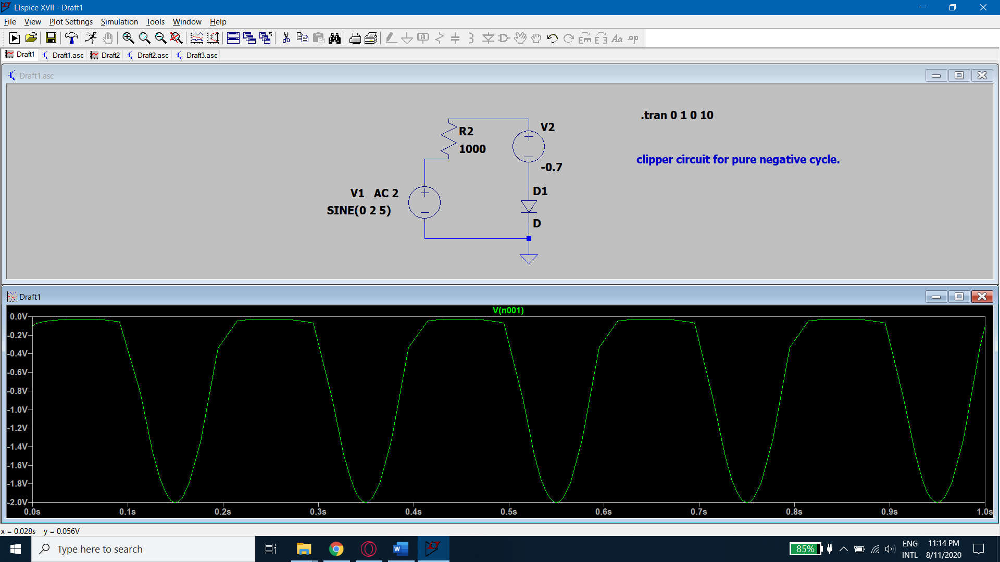 LTspice XVII - Draft1
File View Plot Settings Simulation Tools Window Help
Draft1 Draft1.asc Draft2 Draft2.asc Draft3.asc
Draft1.asc
.tran 0 1 0 10
R2
1000
V2
-0.7
clipper circuit for pure negative cycle.
V1 AC 2
SINE(0 2 5)
D1
D
Draft1
V(n001)
0.0V
-0.2V
-0.4V
-0.6V
-0.8V
-1.0V
-1.2V
-1.4V
-1.6V
-1.8V
-2.0V
0.0s 0.1s 0.2s 0.3s 0.4s 0.5s 0.6s 0.7s 0.8s 0.9s 1.0s
x = 0.028s y = 0.056V
Type here to search
85%
ENG
INTL
11:14 PM
8/11/2020